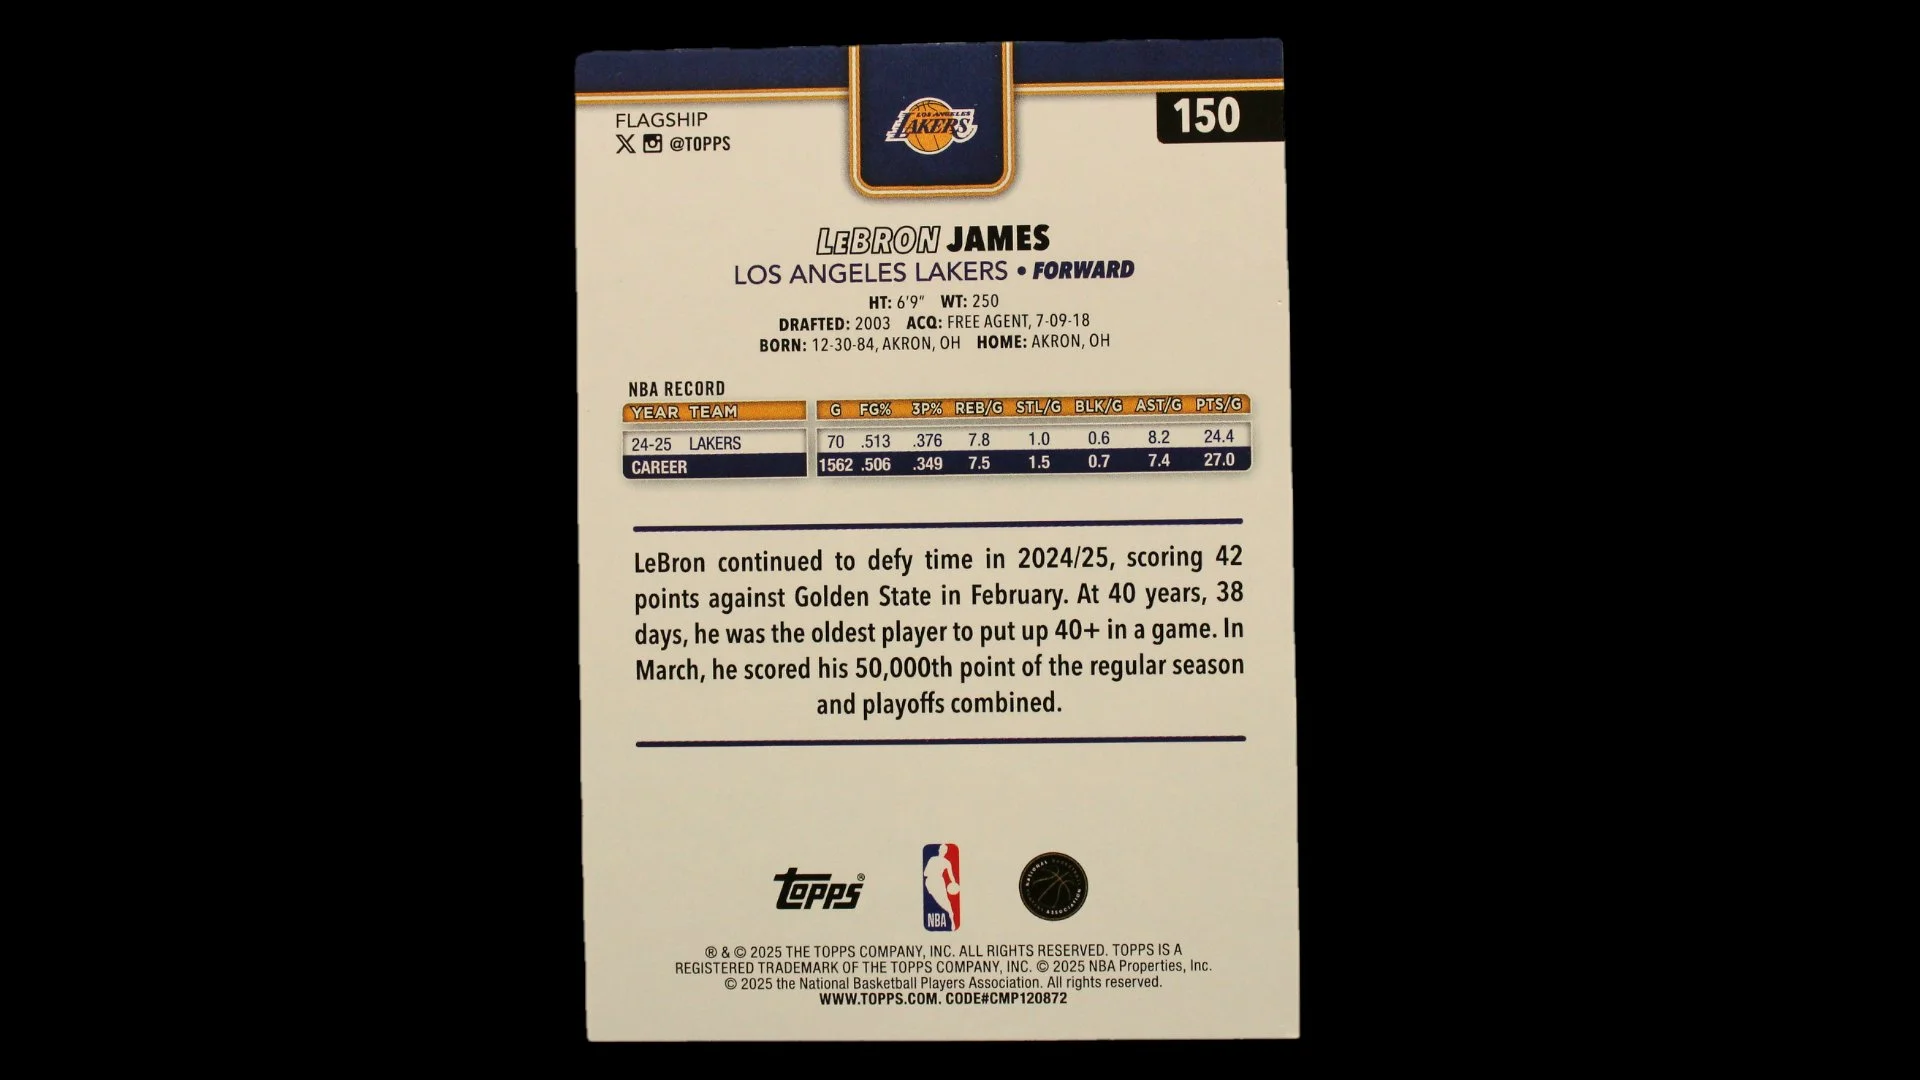 FLAGSHIP
X @TOPPS
LOS ANGELES
LAKERS
150
LEBRON JAMES
LOS ANGELES LAKERS • FORWARD
HT: 6'9" WT: 250
DRAFTED: 2003 ACQ: FREE AGENT, 7-09-18
BORN: 12-30-84, AKRON, OH HOME: AKRON, OH
NBA RECORD
YEAR TEAM G FG% 3P% REB/G STL/G BLK/G AST/G PTS/G
24-25 LAKERS 70 .513 .376 7.8 1.0 0.6 8.2 24.4
CAREER 1562 .506 .349 7.5 1.5 0.7 7.4 27.0
LeBron continued to defy time in 2024/25, scoring 42
points against Golden State in February. At 40 years, 38
days, he was the oldest player to put up 40+ in a game. In
March, he scored his 50,000th point of the regular season
and playoffs combined.
TOPPS®
NBA
NATIONAL BASKETBALL
ASSOCIATION
® & © 2025 THE TOPPS COMPANY, INC. ALL RIGHTS RESERVED. TOPPS IS A
REGISTERED TRADEMARK OF THE TOPPS COMPANY, INC. © 2025 NBA Properties, Inc.
© 2025 the National Basketball Players Association. All rights reserved.
WWW.TOPPS.COM. CODE#CMP120872